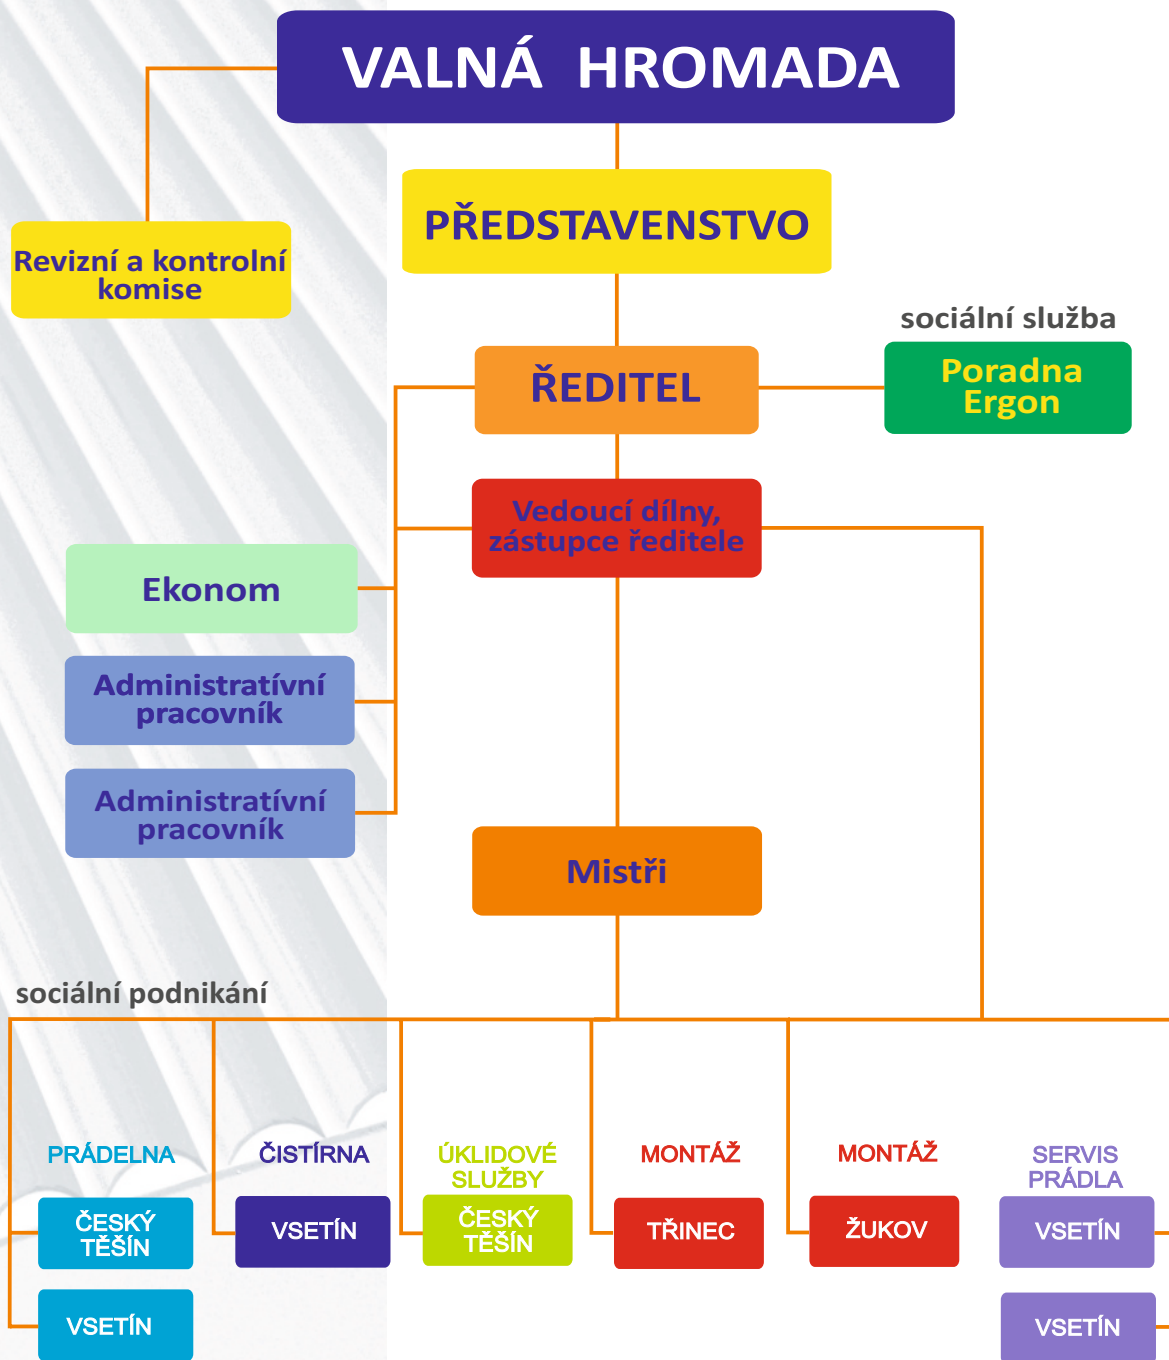 VALNÁ HROMADA
PŘEDSTAVENSTVO
Revizní a kontrolní
komise
sociální služba
ŘEDITEL
Poradna
Ergon
Vedoucí dílny,
zástupce ředitele
Ekonom
Administratívní
pracovník
Administratívní
pracovník
Mistři
sociální podnikání
PRÁDELNA
ČESKÝ
TĚŠÍN
VSETÍN
ČISTÍRNA
VSETÍN
ÚKLIDOVÉ
SLUŽBY
ČESKÝ
TĚŠÍN
MONTÁŽ
TŘINEC
MONTÁŽ
ŽUKOV
SERVIS
PRÁDLA
VSETÍN
VSETÍN